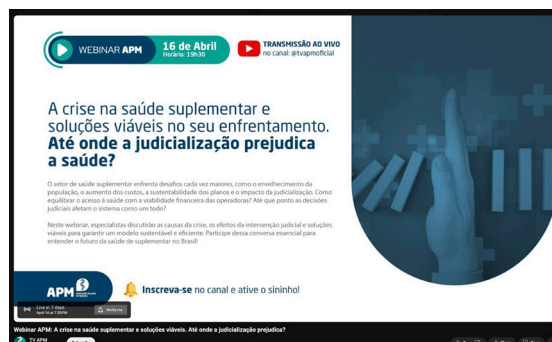 WEBINAR APM
16 de Abril
Horário: 19h30
TRANSMISSÃO AO VIVO
no canal: @tvapmoficial
A crise na saúde suplementar e
soluções viáveis no seu enfrentamento.
Até onde a judicialização prejudica
a saúde?
O setor de saúde suplementar enfrenta desafios cada vez maiores, como o envelhecimento da
população, o aumento dos custos, a sustentabilidade dos planos e o impacto da judicialização. Como
equilibrar o acesso à saúde com a viabilidade financeira das operadoras? Até que ponto as decisões
judiciais afetam o sistema como um todo?
Neste webinar, especialistas discutirão as causas da crise, os efeitos da intervenção judicial e soluções
viáveis para garantir um modelo sustentável e eficiente. Participe dessa conversa essencial para
entender o futuro da saúde de suplementar no Brasil!
APM
Inscreva-se no canal e ative o sininho!
Live in 7 days
April 16 at 7:30 PM
Notify me
Webinar APM: A crise na saúde suplementar e soluções viáveis. Até onde a judicialização prejudica?
TV APM